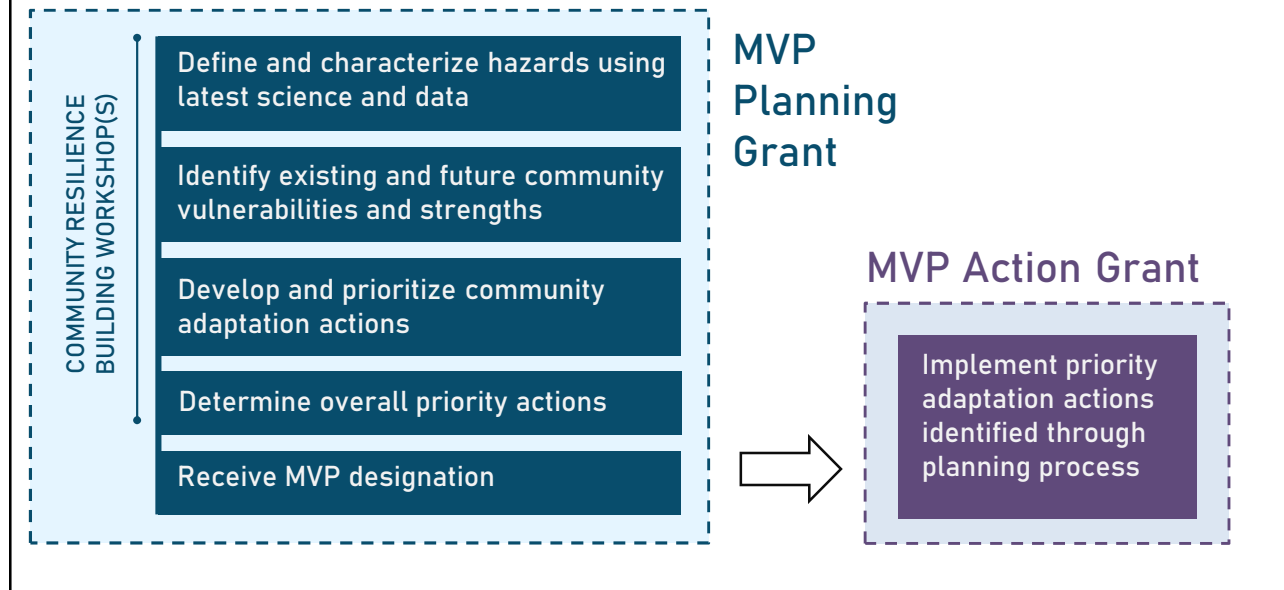 COMMUNITY RESILIENCE
BUILDING WORKSHOP(S)
Define and characterize hazards using
latest science and data
Identify existing and future community
vulnerabilities and strengths
Develop and prioritize community
adaptation actions
Determine overall priority actions
Receive MVP designation
MVP
Planning
Grant
MVP Action Grant
Implement priority
adaptation actions
identified through
planning process